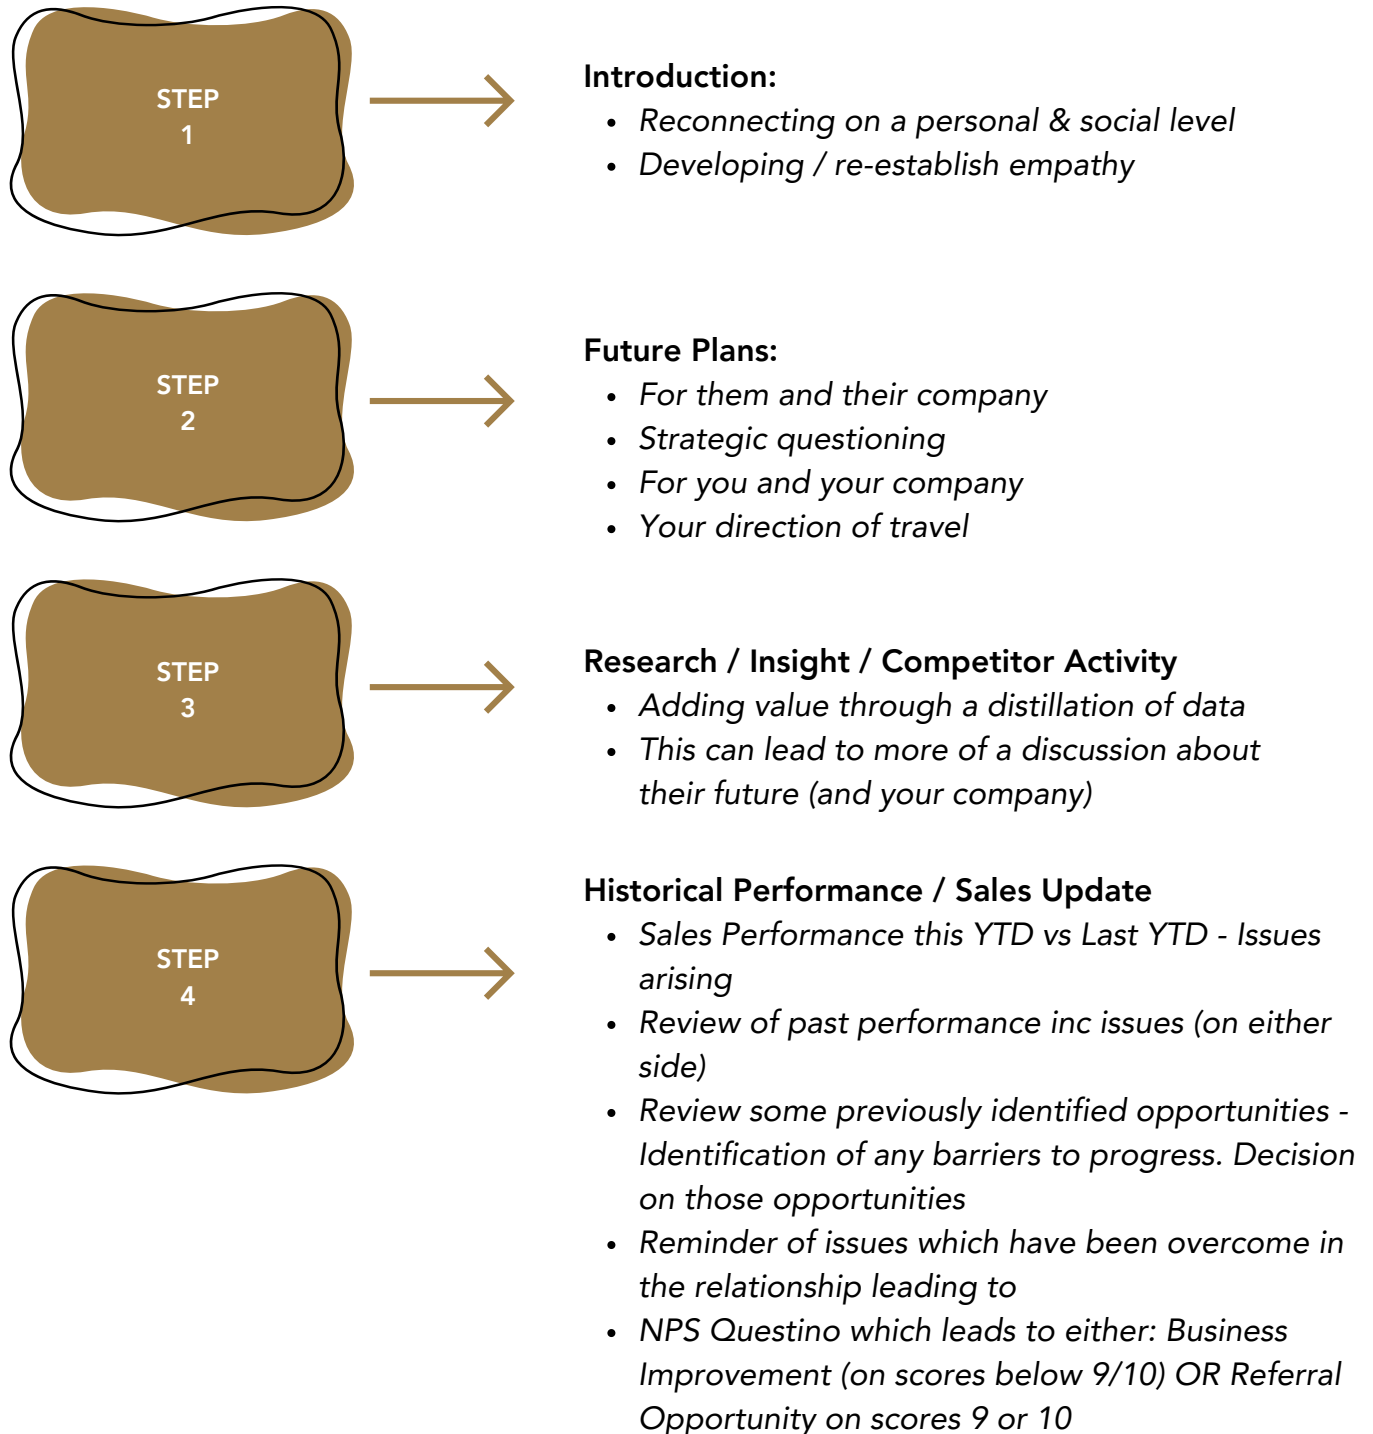 STEP
1
Introduction:
• Reconnecting on a personal & social level
• Developing / re-establish empathy
STEP
2
Future Plans:
• For them and their company
• Strategic questioning
• For you and your company
• Your direction of travel
STEP
3
Research / Insight / Competitor Activity
• Adding value through a distillation of data
• This can lead to more of a discussion about
their future (and your company)
STEP
4
Historical Performance / Sales Update
• Sales Performance this YTD vs Last YTD - Issues
arising
• Review of past performance inc issues (on either
side)
• Review some previously identified opportunities -
Identification of any barriers to progress. Decision
on those opportunities
• Reminder of issues which have been overcome in
the relationship leading to
• NPS Questino which leads to either: Business
Improvement (on scores below 9/10) OR Referral
Opportunity on scores 9 or 10